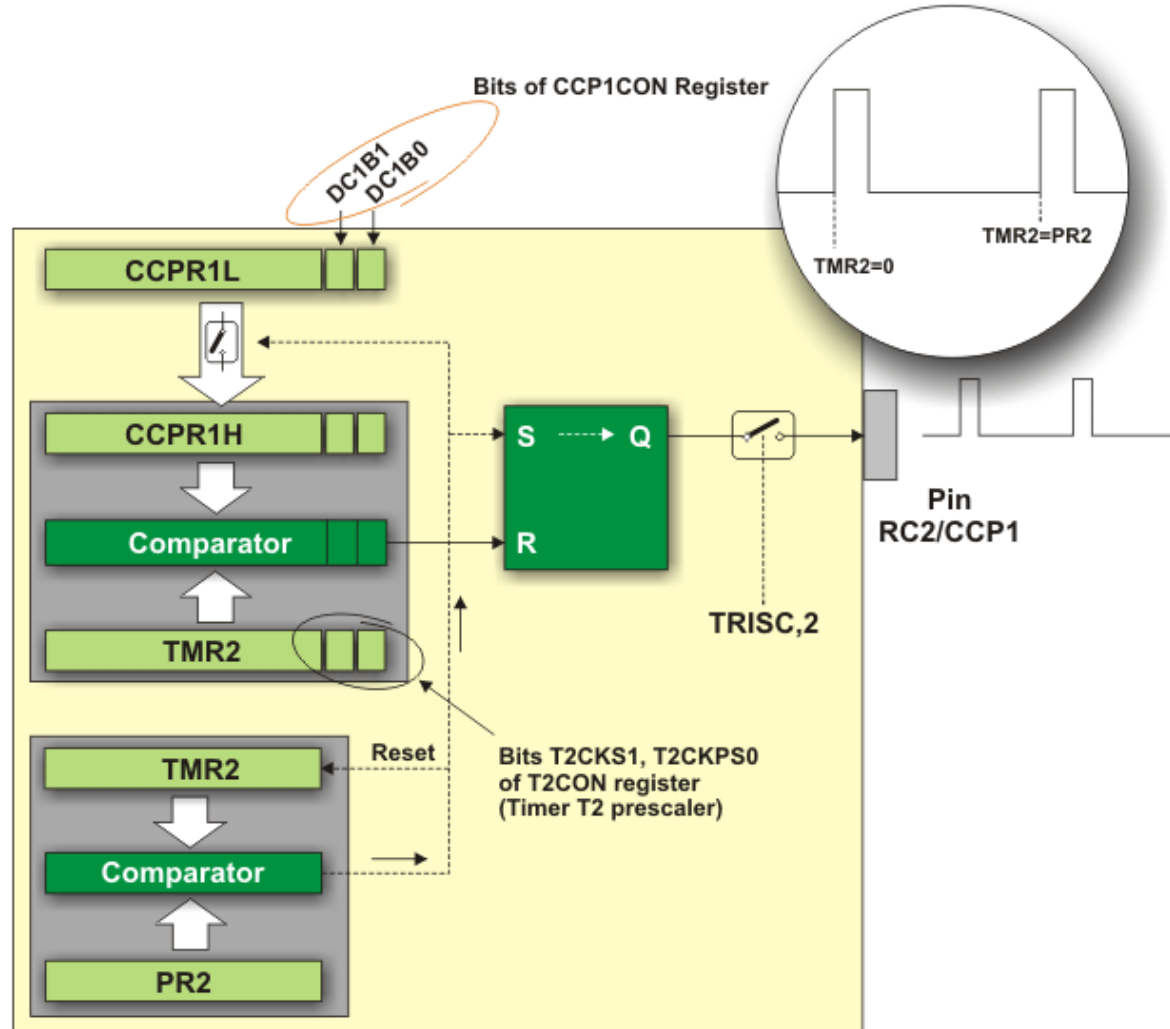 Bits of CCP1CON Register
DC1B1
DC1B0
TMR2=0
TMR2=PR2
CCPR1L
CCPR1H
Comparator
TMR2
S
Q
R
TRISC,2
Pin
RC2/CCP1
Reset
Bits T2CKS1, T2CKPS0
of T2CON register
(Timer T2 prescaler)
TMR2
Comparator
PR2